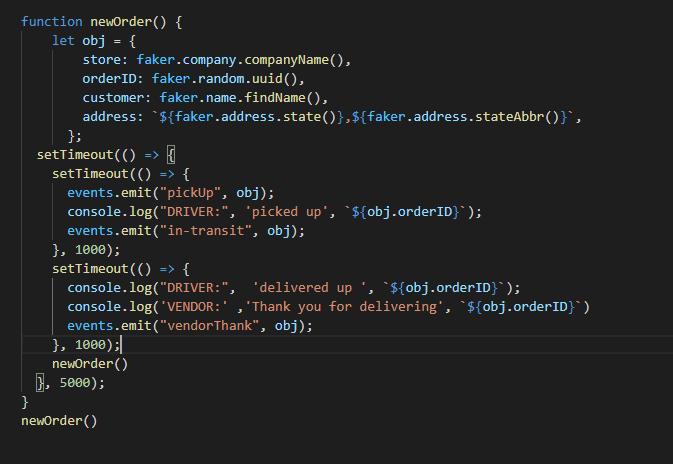 function newOrder() {
    let obj = {
        store: faker.company.companyName(),
        orderID: faker.random.uuid(),
        customer: faker.name.findName(),
        address: `${faker.address.state()},${faker.address.stateAbbr()}`,
      };
  setTimeout(() => {
    setTimeout(() => {
      events.emit("pickUp", obj);
      console.log("DRIVER:", 'picked up', `${obj.orderID}`);
      events.emit("in-transit", obj);
    }, 1000);
    setTimeout(() => {
      console.log("DRIVER:",  'delivered up ', `${obj.orderID}`);
      console.log('VENDOR:' ,'Thank you for delivering', `${obj.orderID}`)
      events.emit("vendorThank", obj);
    }, 1000);
    newOrder()
  }, 5000);
}
newOrder()